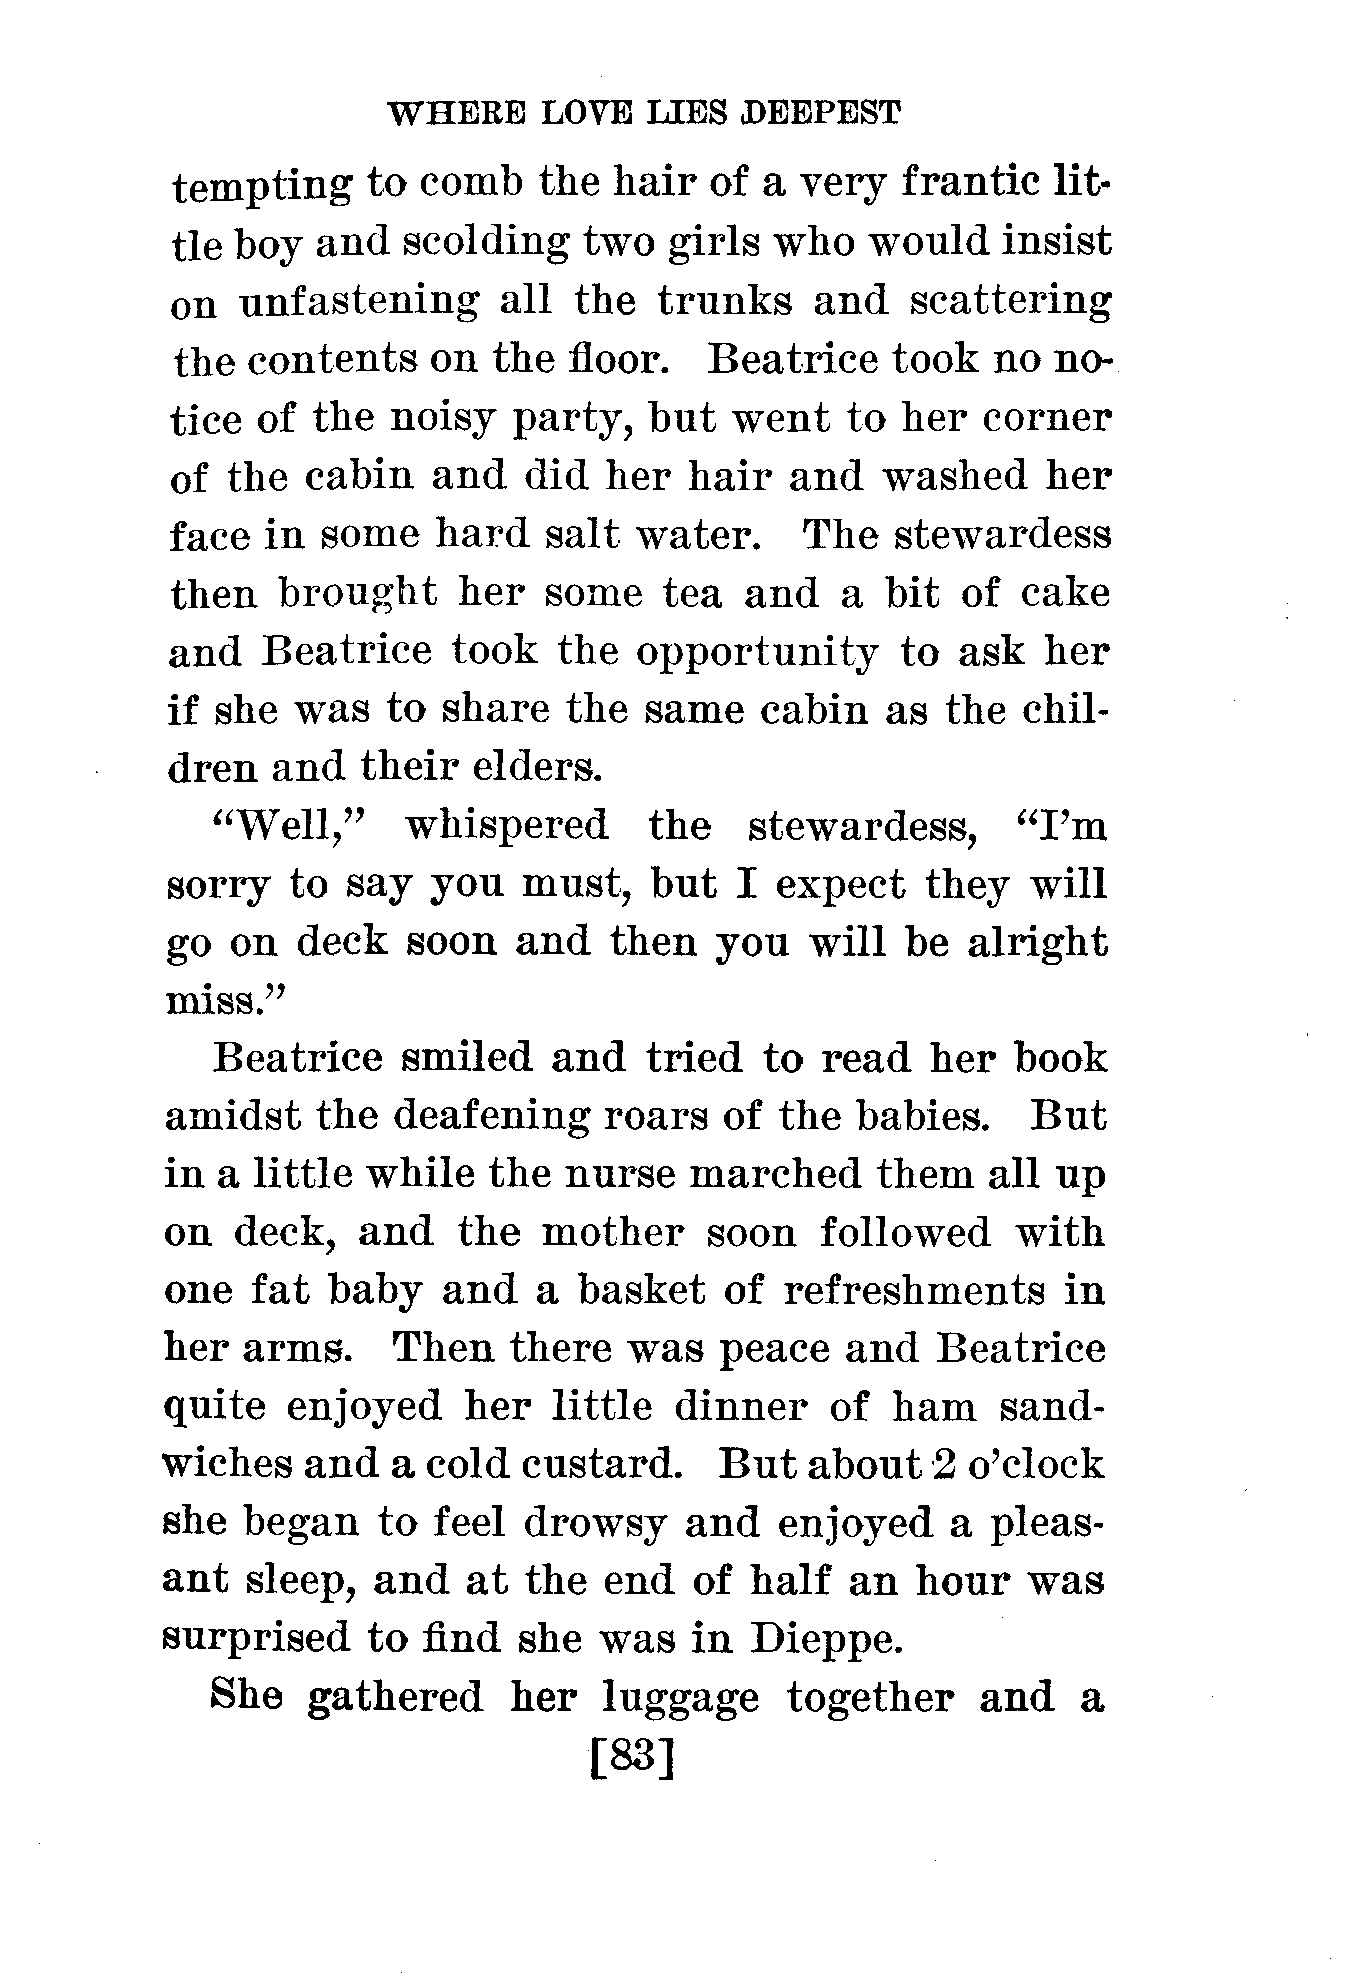 WHERE LOVE LIES DEEPEST
tempting to comb the hair of a very frantic lit-
tle boy and scolding two girls who would insist
on unfastening all the trunks and scattering
the contents on the floor. Beatrice took no no-
tice of the noisy party, but went to her corner
of the cabin and did her hair and washed her
face in some hard salt water. The stewardess
then brought her some tea and a bit of cake
and Beatrice took the opportunity to ask her
if she was to share the same cabin as the chil-
dren and their elders.
“Well,” whispered the stewardess, “I’m
sorry to say you must, but I expect they will
go on deck soon and then you will be alright
miss.”
Beatrice smiled and tried to read her book
amidst the deafening roars of the babies. But
in a little while the nurse marched them all up
on deck, and the mother soon followed with
one fat baby and a basket of refreshments in
her arms. Then there was peace and Beatrice
quite enjoyed her little dinner of ham sand-
wiches and a cold custard. But about 2 o’clock
she began to feel drowsy and enjoyed a pleas-
ant sleep, and at the end of half an hour was
surprised to find she was in Dieppe.
She gathered her luggage together and a
[83]